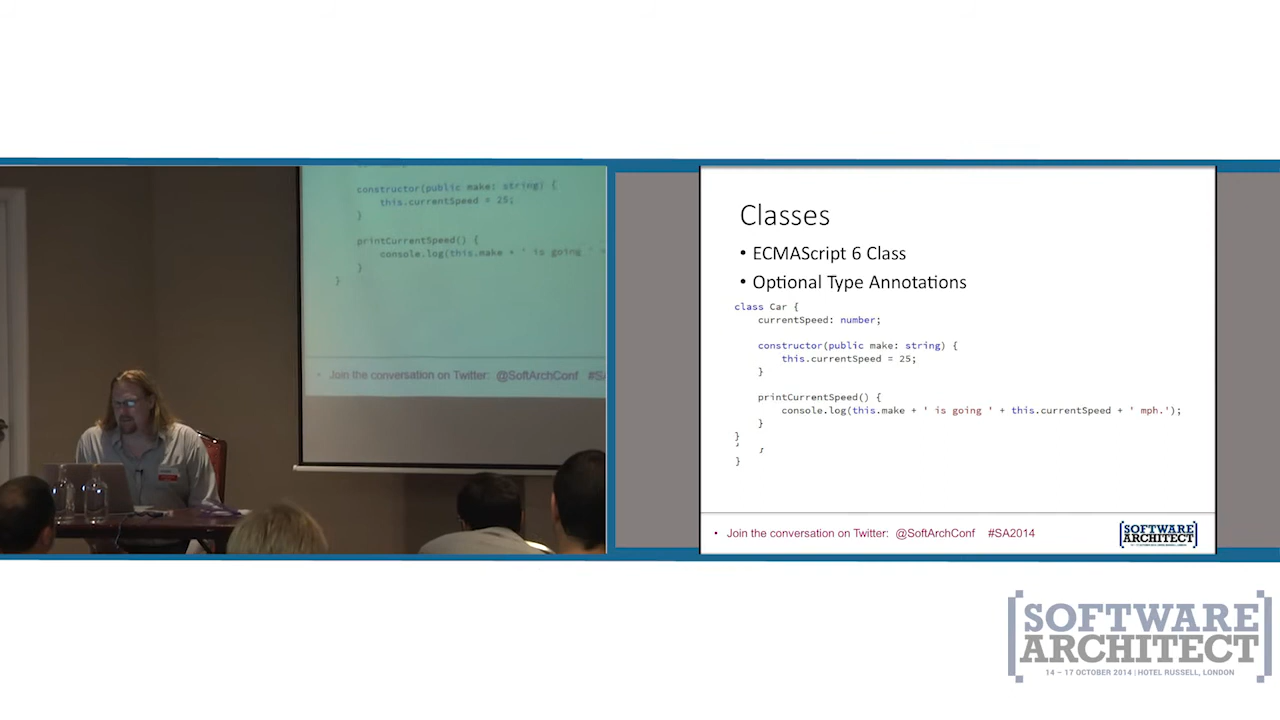 constructor(public make: string) {
this.currentSpeed = 25;
}
printCurrentSpeed() {
console.log(this.make + ' is going '
}
}
• Join the conversation on Twitter: @SoftArchConf #SA
Classes
• ECMAScript 6 Class
• Optional Type Annotations
class Car {
currentSpeed: number;
constructor(public make: string) {
this.currentSpeed = 25;
}
printCurrentSpeed() {
console.log(this.make + ' is going ' + this.currentSpeed + ' mph.');
}
}
}
• Join the conversation on Twitter: @SoftArchConf #SA2014
[SOFTWARE
ARCHITECT]
[SOFTWARE
ARCHITECT]
14 – 17 OCTOBER 2014 | HOTEL RUSSELL, LONDON